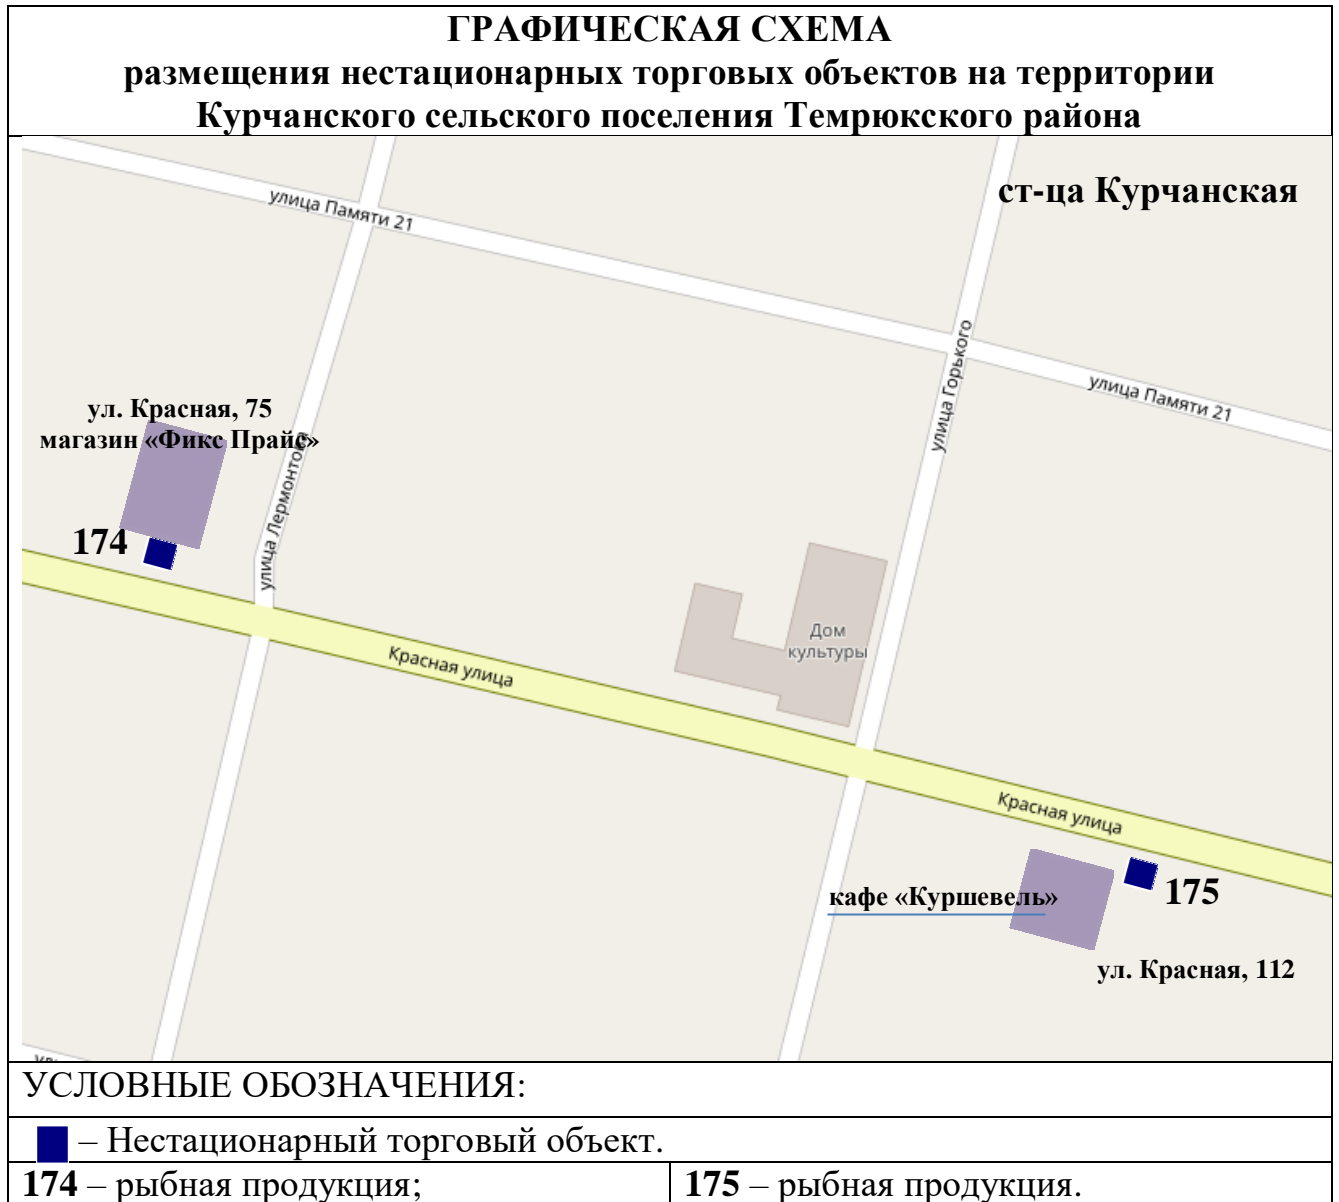 ГРАФИЧЕСКАЯ СХЕМА
размещения нестационарных торговых объектов на территории
Курчанского сельского поселения Темрюкского района
ст-ца Курчанская
улица Памяти 21
улица Горького
улица Памяти 21
ул. Красная, 75
магазин «Фикс Прайс»
улица Лермонтова
174
Дом
культуры
Красная улица
Красная улица
кафе «Куршевель»
175
ул. Красная, 112
УСЛОВНЫЕ ОБОЗНАЧЕНИЯ:
– Нестационарный торговый объект.
174 – рыбная продукция;
175 – рыбная продукция.